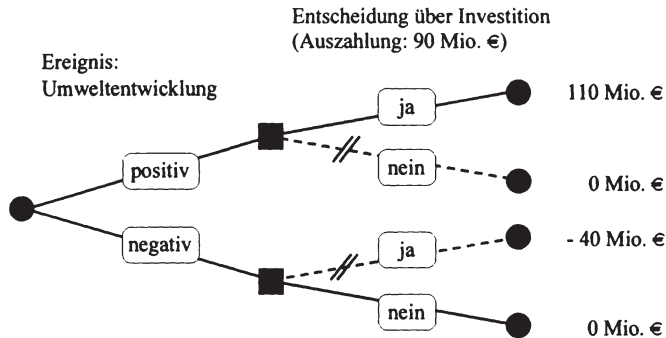 Entscheidung über Investition
(Auszahlung: 90 Mio. €)
Ereignis:
Umweltentwicklung
ja
110 Mio. €
positiv
nein
0 Mio. €
negativ
ja
- 40 Mio. €
nein
0 Mio. €